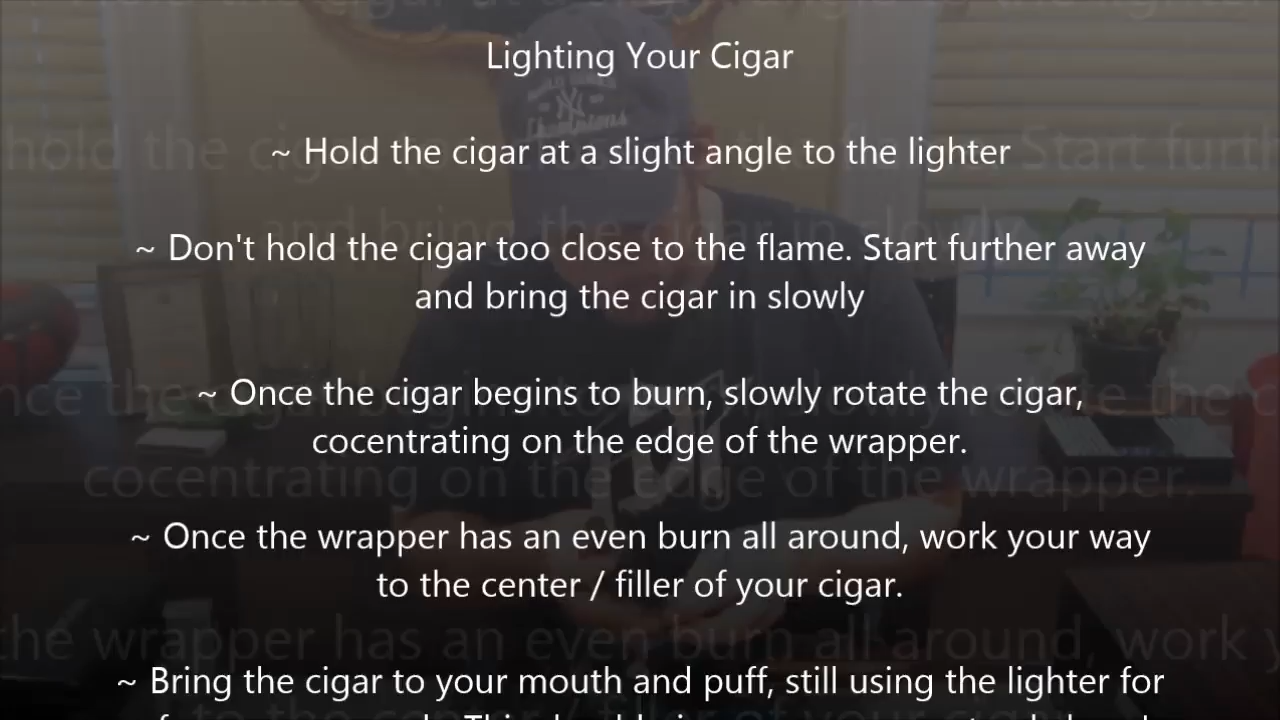 Lighting Your Cigar
~ Hold the cigar at a slight angle to the lighter
~ Don't hold the cigar too close to the flame. Start further away
and bring the cigar in slowly
~ Once the cigar begins to burn, slowly rotate the cigar,
cocentrating on the edge of the wrapper.
~ Once the wrapper has an even burn all around, work your way
to the center / filler of your cigar.
~ Bring the cigar to your mouth and puff, still using the lighter for